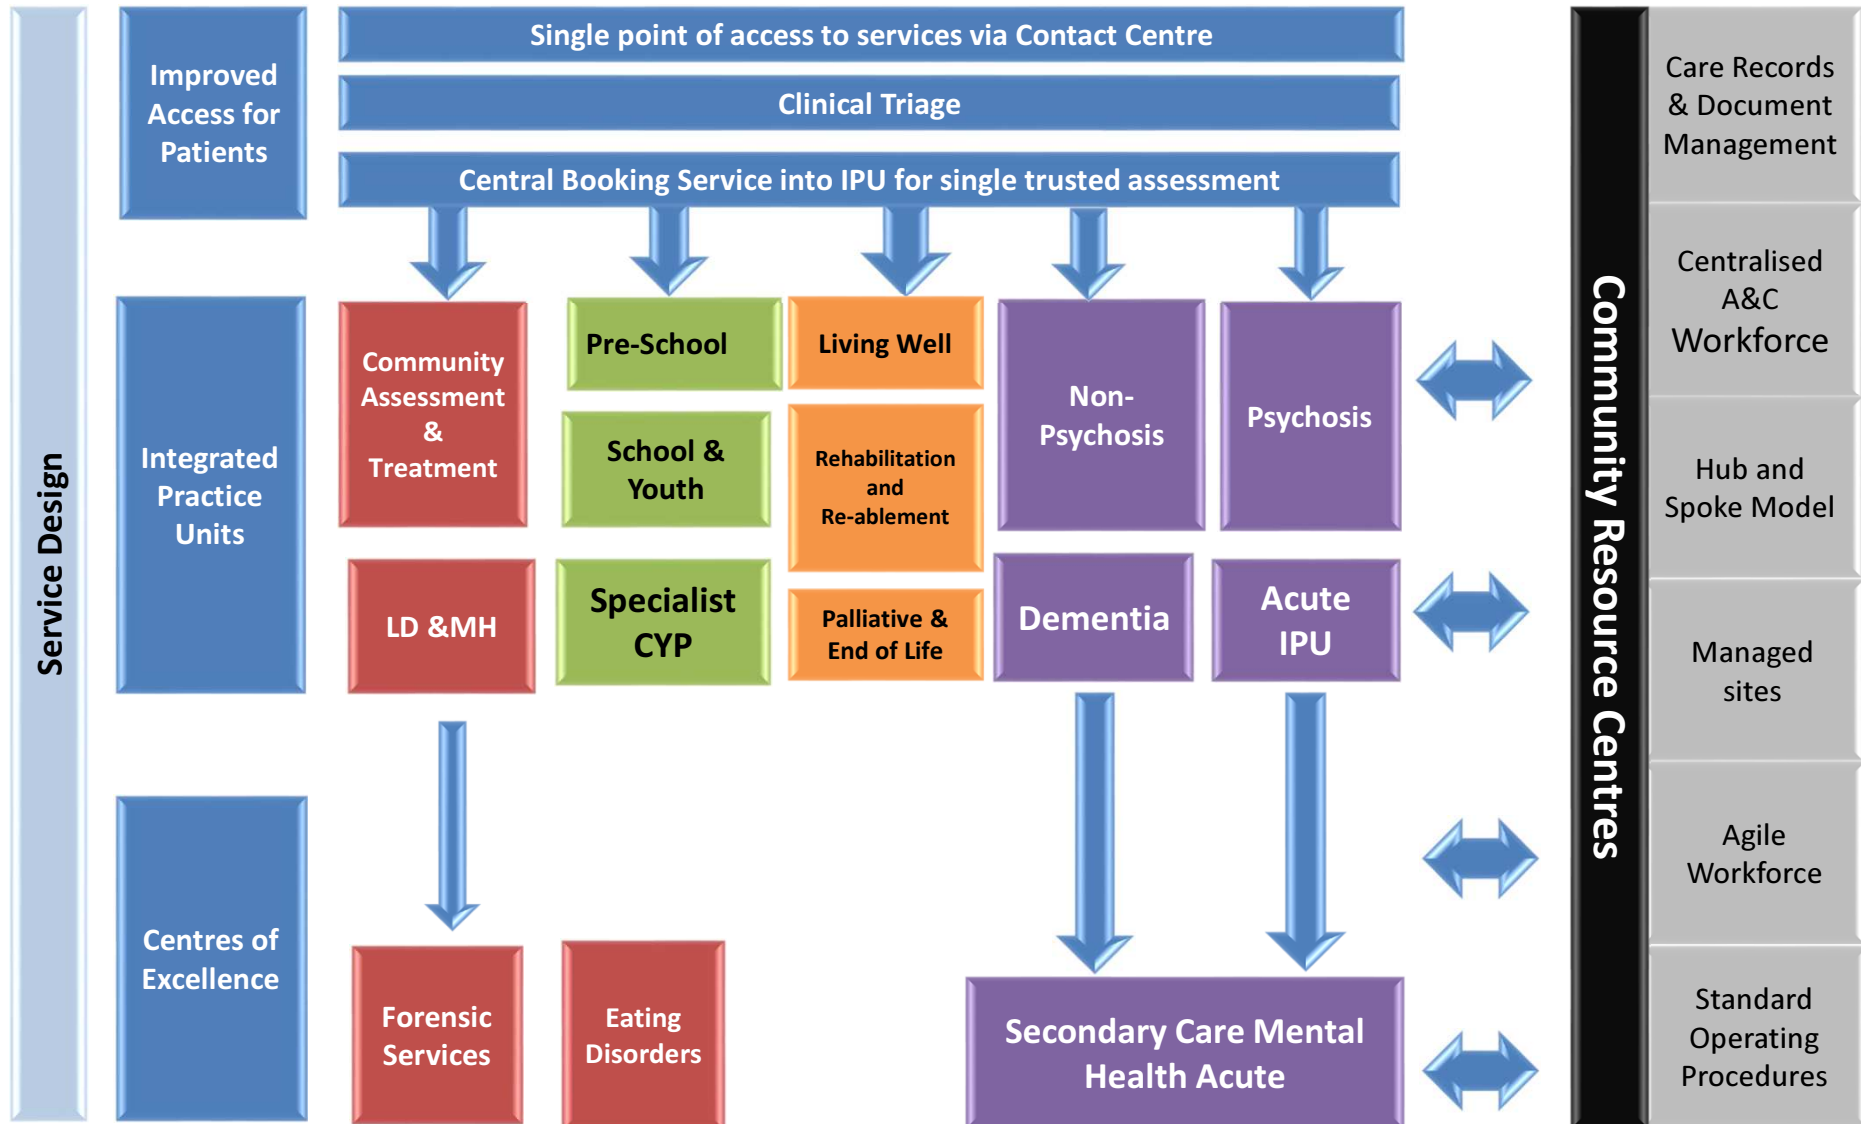 Service Design
Improved
Access for
Patients
Single point of access to services via Contact Centre
Clinical Triage
Central Booking Service into IPU for single trusted assessment
Integrated
Practice
Units
Community
Assessment
&
Treatment
LD &MH
Pre-School
School &
Youth
Specialist
CYP
Living Well
Rehabilitation
and
Re-ablement
Palliative &
End of Life
Non-
Psychosis
Psychosis
Dementia
Acute
IPU
Centres of
Excellence
Forensic
Services
Eating
Disorders
Secondary Care Mental
Health Acute
Community Resource Centres
Care Records
& Document
Management
Centralised
A&C
Workforce
Hub and
Spoke Model
Managed
sites
Agile
Workforce
Standard
Operating
Procedures